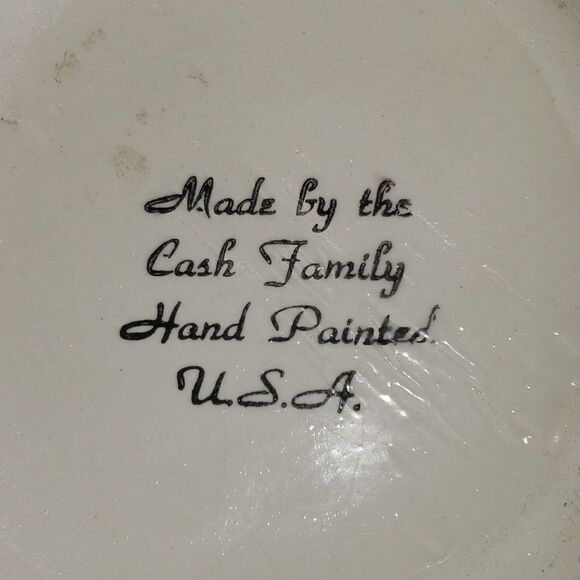 Made by the
Cash Family
Hand Painted
U.S.A.